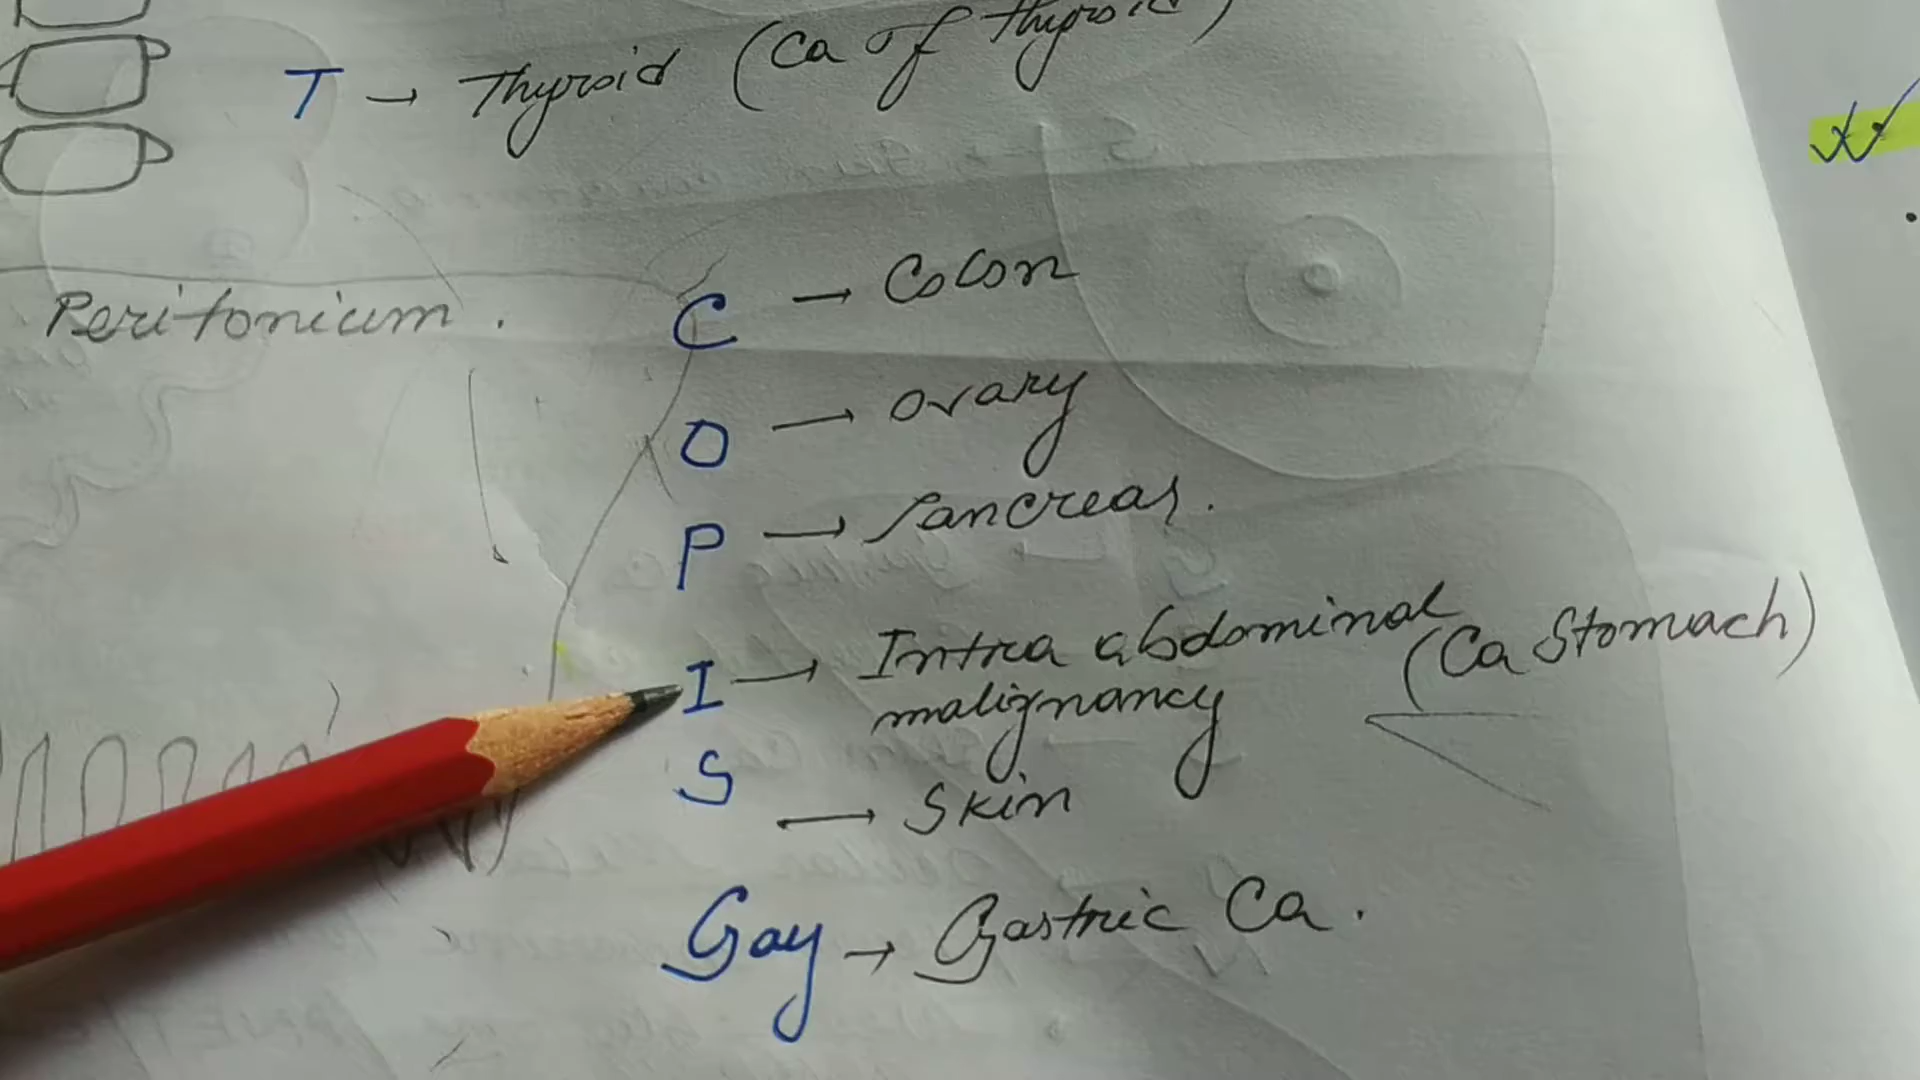 T → Thyroid (Ca of Thyroid)
Peritonium.
C → Colon
O → Ovary
P → Pancreas.
I → Intra abdominal
malignancy (Ca Stomach)
S → Skin
Gay → Gastric Ca.